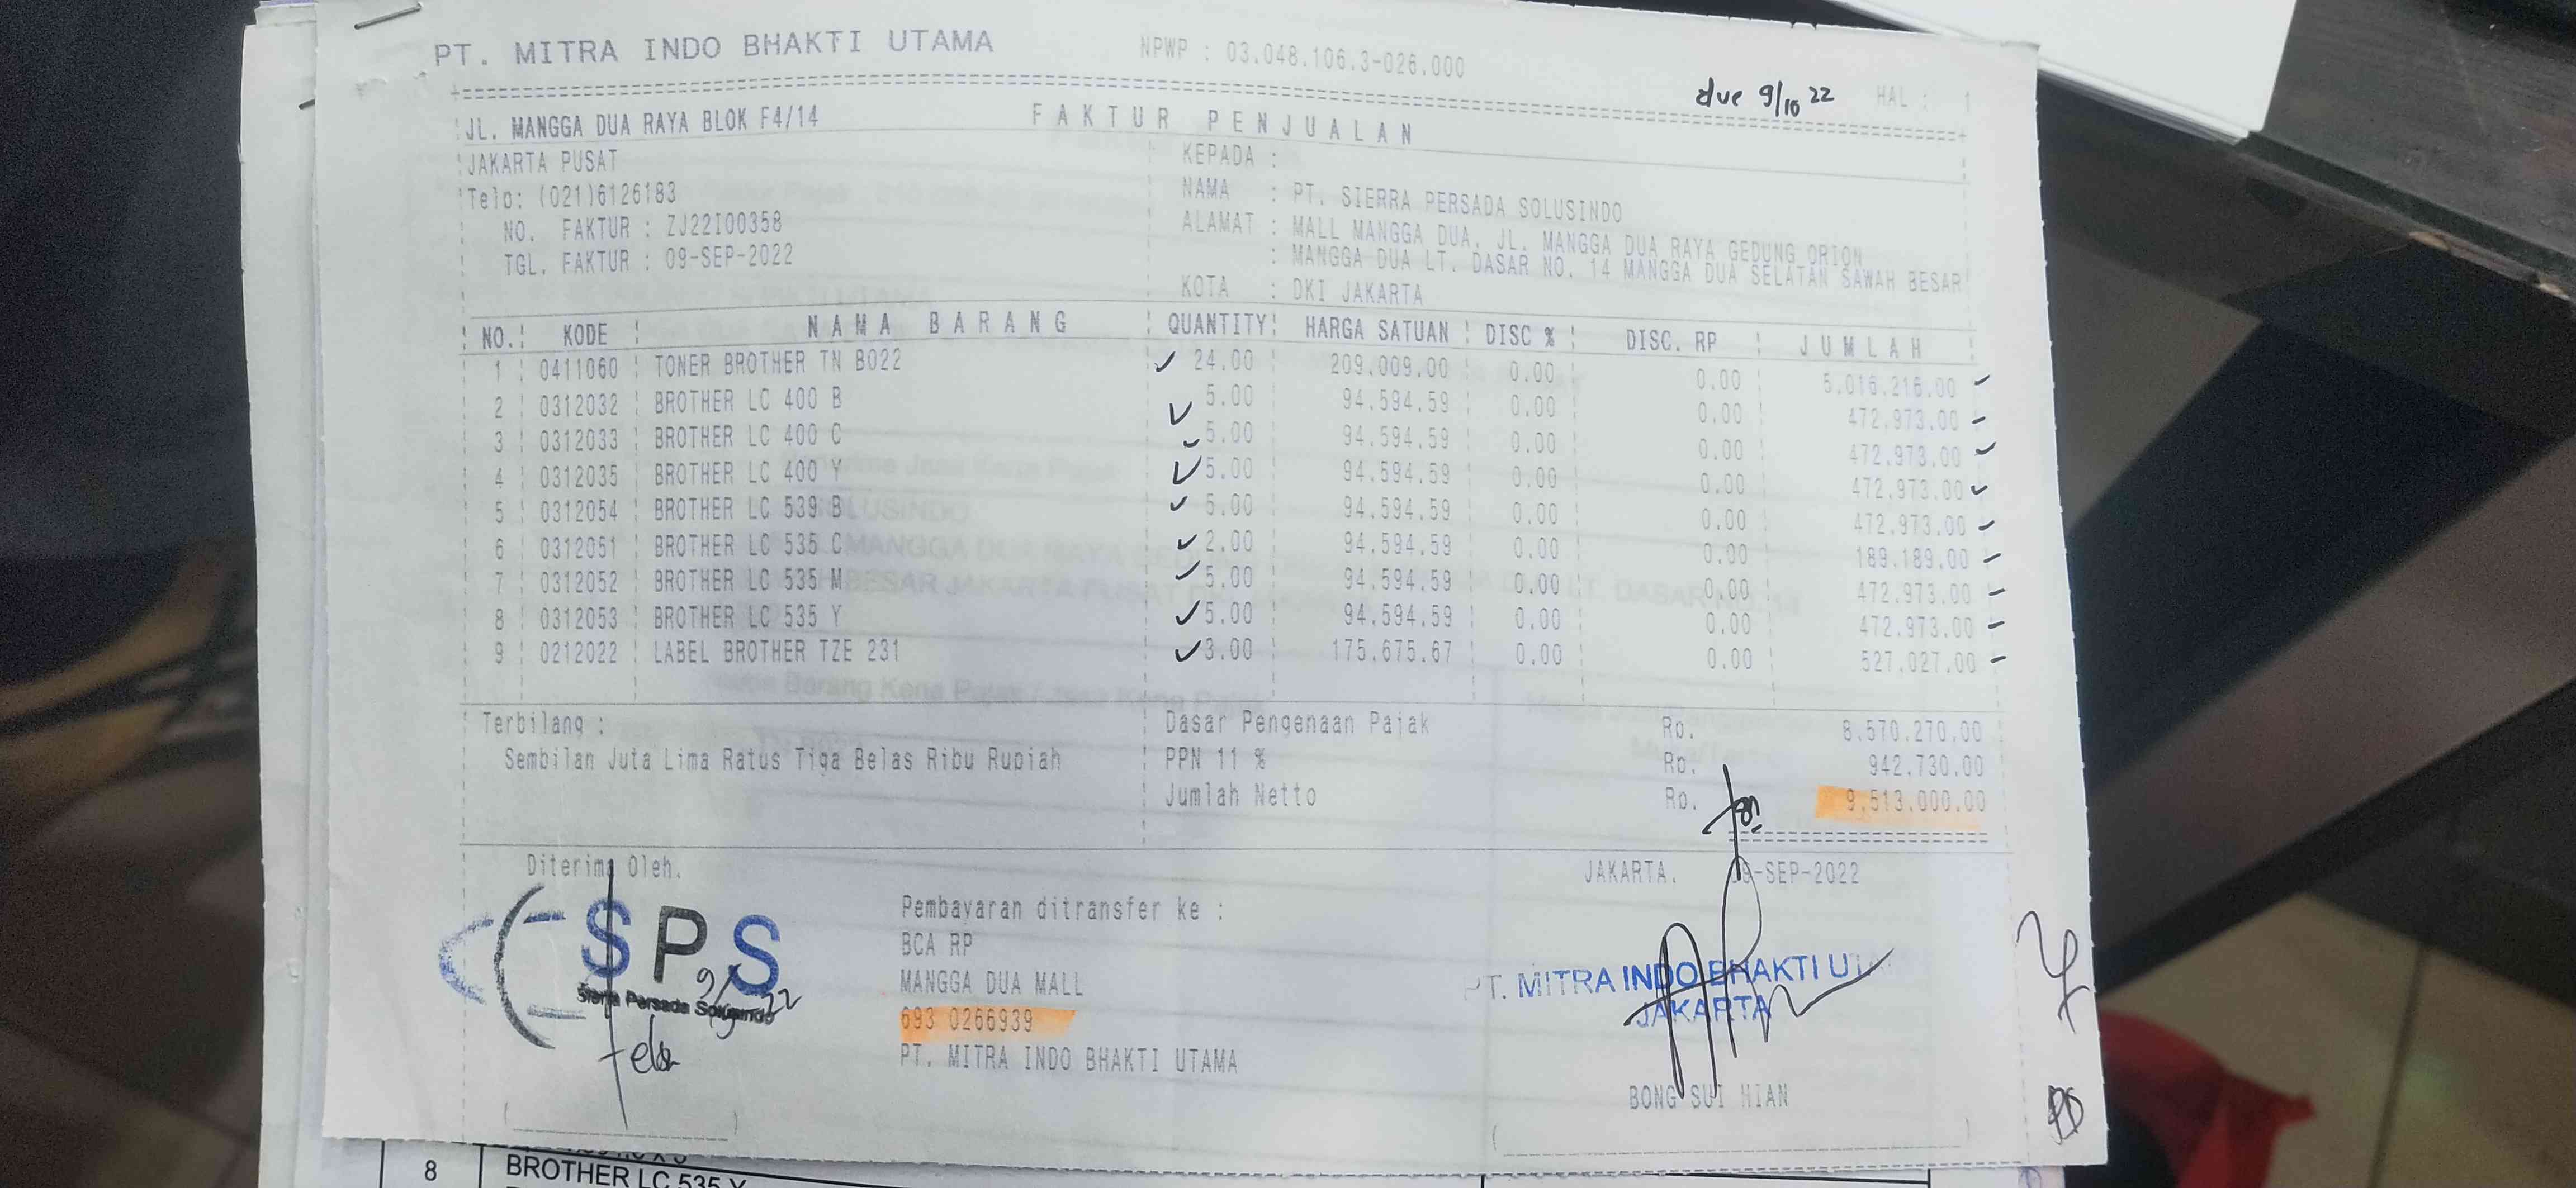 PT. MITRA INDO BHAKTI UTAMA NPWP : 03.048.106.3-026.000
due 9/10 22 HAL : 1
JL. MANGGA DUA RAYA BLOK F4/14 FAKTUR PENJUALAN
JAKARTA PUSAT KEPADA :
Telp: (021)6126183 NAMA : PT. SIERRA PERSADA SOLUSINDO
NO. FAKTUR : ZJ22I00358 ALAMAT : MALL MANGGA DUA, JL. MANGGA DUA RAYA GEDUNG ORION
TGL. FAKTUR : 09-SEP-2022 : MANGGA DUA LT. DASAR NO. 14 MANGGA DUA SELATAN SAWAH BESAR
KOTA : DKI JAKARTA
NO. KODE NAMA BARANG QUANTITY HARGA SATUAN DISC % DISC. RP JUMLAH
1 0411060 TONER BROTHER TN B022 24.00 209,009.00 0.00 0.00 5,016,216.00
2 0312032 BROTHER LC 400 B 5.00 94,594.59 0.00 0.00 472,973.00
3 0312033 BROTHER LC 400 C 5.00 94,594.59 0.00 0.00 472,973.00
4 0312035 BROTHER LC 400 Y 5.00 94,594.59 0.00 0.00 472,973.00
5 0312054 BROTHER LC 539 B 5.00 94,594.59 0.00 0.00 472,973.00
6 0312051 BROTHER LC 535 C 2.00 94,594.59 0.00 0.00 189,189.00
7 0312052 BROTHER LC 535 M 5.00 94,594.59 0.00 0.00 472,973.00
8 0312053 BROTHER LC 535 Y 5.00 94,594.59 0.00 0.00 472,973.00
9 0212022 LABEL BROTHER TZE 231 3.00 175,675.67 0.00 0.00 527,027.00
Terbilang : Dasar Pengenaan Pajak Rp. 8,570,270.00
Sembilan Juta Lima Ratus Tiga Belas Ribu Rupiah PPN 11 % Rp. 942,730.00
Jumlah Netto Rp. 9,513,000.00
Diterima Oleh, JAKARTA, 09-SEP-2022
Pembayaran ditransfer ke :
BCA RP
MANGGA DUA MALL
693 0266939
PT. MITRA INDO BHAKTI UTAMA
SPS
Sierra Persada Solusindo
PT. MITRA INDO BHAKTI UTA
JAKARTA
BONG SUI HIAN
8 BROTHER LC 535 Y